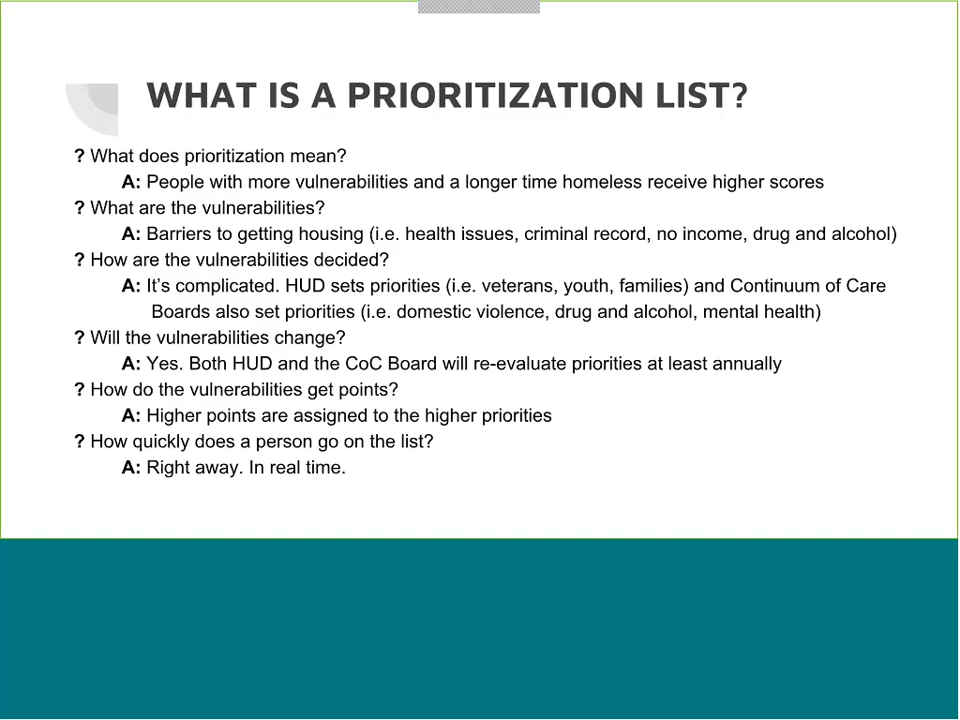 WHAT IS A PRIORITIZATION LIST?
? What does prioritization mean?
A: People with more vulnerabilities and a longer time homeless receive higher scores
? What are the vulnerabilities?
A: Barriers to getting housing (i.e. health issues, criminal record, no income, drug and alcohol)
? How are the vulnerabilities decided?
A: It’s complicated. HUD sets priorities (i.e. veterans, youth, families) and Continuum of Care
Boards also set priorities (i.e. domestic violence, drug and alcohol, mental health)
? Will the vulnerabilities change?
A: Yes. Both HUD and the CoC Board will re-evaluate priorities at least annually
? How do the vulnerabilities get points?
A: Higher points are assigned to the higher priorities
? How quickly does a person go on the list?
A: Right away. In real time.